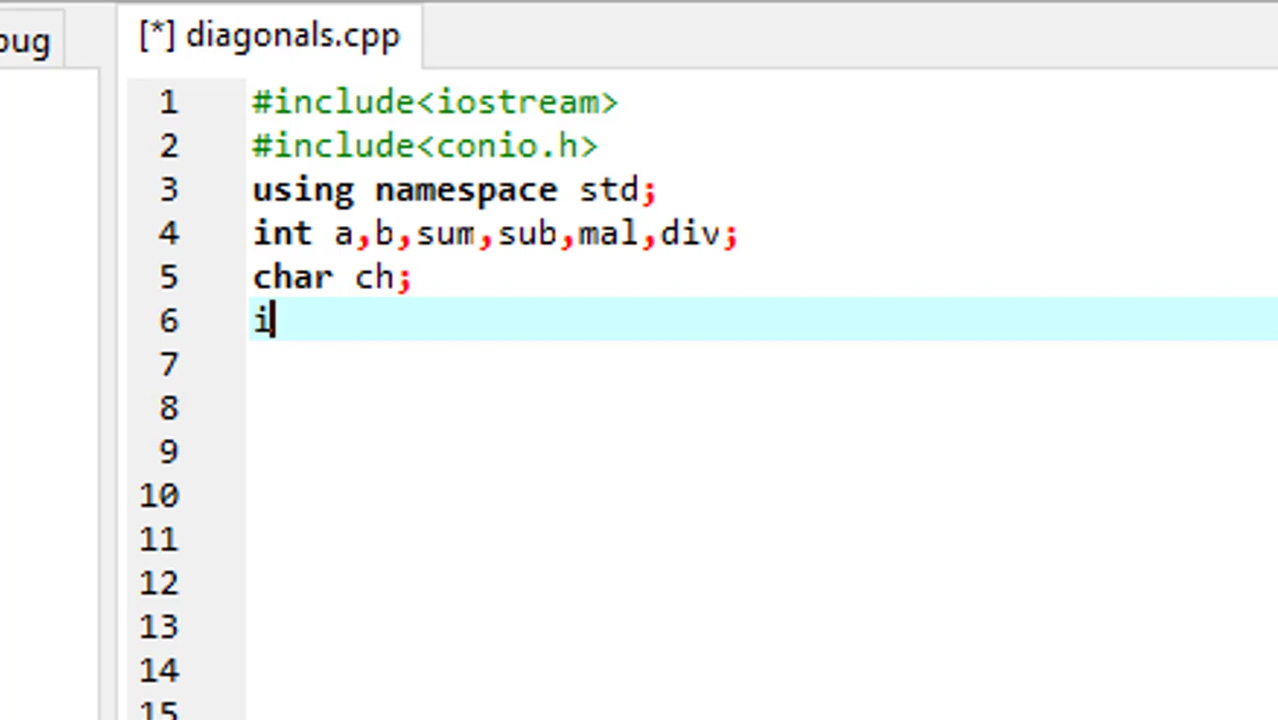 bug
[*] diagonals.cpp
1 #include<iostream>
2 #include<conio.h>
3 using namespace std;
4 int a,b,sum,sub,mal,div;
5 char ch;
6 i
7
8
9
10
11
12
13
14
15